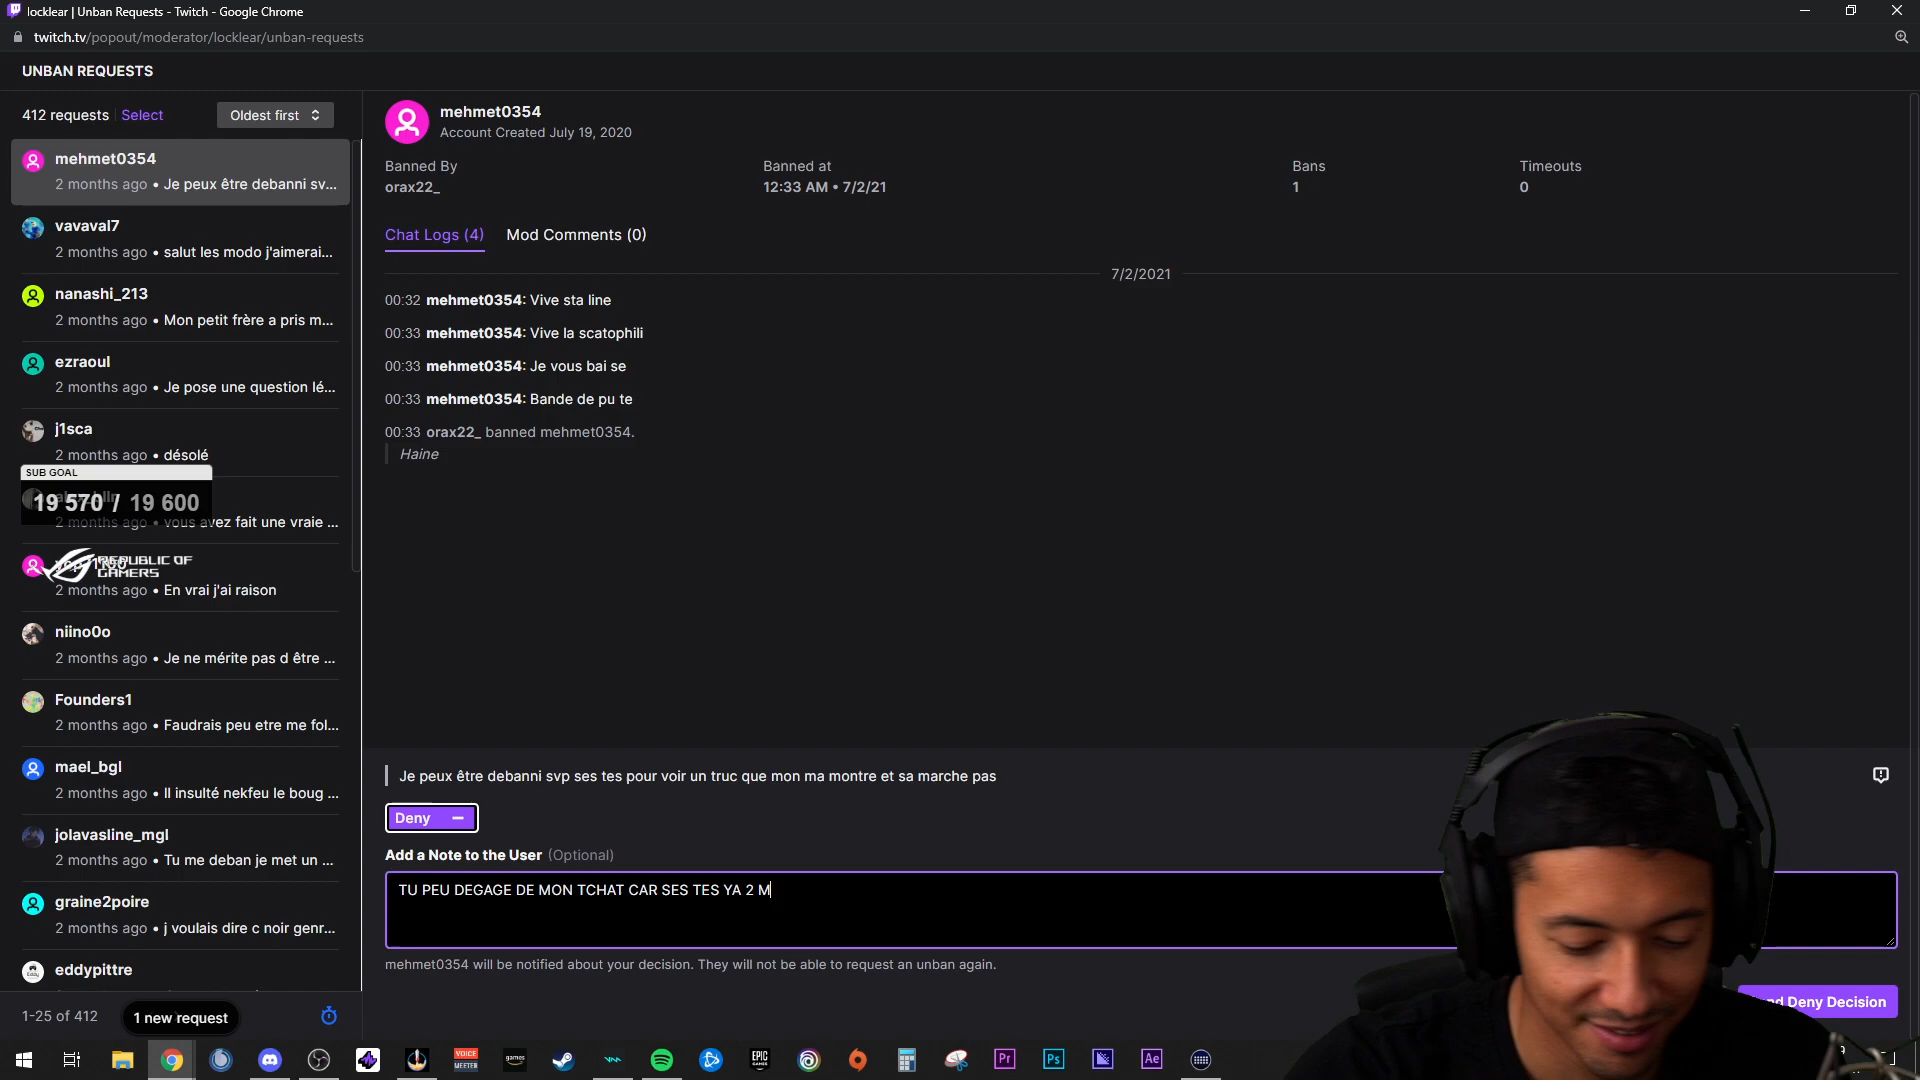 locklear | Unban Requests - Twitch - Google Chrome
twitch.tv/popout/moderator/locklear/unban-requests
UNBAN REQUESTS
412 requests Select Oldest first
mehmet0354
2 months ago • Je peux être debanni sv...
vavaval7
2 months ago • salut les modo j'aimerai...
nanashi_213
2 months ago • Mon petit frère a pris m...
ezraoul
2 months ago • Je pose une question lé...
j1sca
2 months ago • désolé
SUB GOAL
19 570 / 19 600
2 months ago • vous avez fait une vraie ...
REPUBLIC OF
GAMERS
2 months ago • En vrai j'ai raison
niino0o
2 months ago • Je ne mérite pas d être ...
Founders1
2 months ago • Faudrais peu etre me fol...
mael_bgl
2 months ago • Il insulté nekfeu le boug ...
jolavasline_mgl
2 months ago • Tu me deban je met un ...
graine2poire
2 months ago • j voulais dire c noir genr...
eddypittre
1-25 of 412
1 new request
mehmet0354
Account Created July 19, 2020
Banned By Banned at Bans Timeouts
orax22_ 12:33 AM • 7/2/21 1 0
Chat Logs (4) Mod Comments (0)
7/2/2021
00:32 mehmet0354: Vive sta line
00:33 mehmet0354: Vive la scatophili
00:33 mehmet0354: Je vous bai se
00:33 mehmet0354: Bande de pu te
00:33 orax22_ banned mehmet0354.
Haine
Je peux être debanni svp ses tes pour voir un truc que mon ma montre et sa marche pas
Deny
Add a Note to the User (Optional)
TU PEU DEGAGE DE MON TCHAT CAR SES TES YA 2 M
mehmet0354 will be notified about your decision. They will not be able to request an unban again.
Deny Decision
VOICE
MEETER
games
EPIC
GAMES
Pr
Ps
Ae